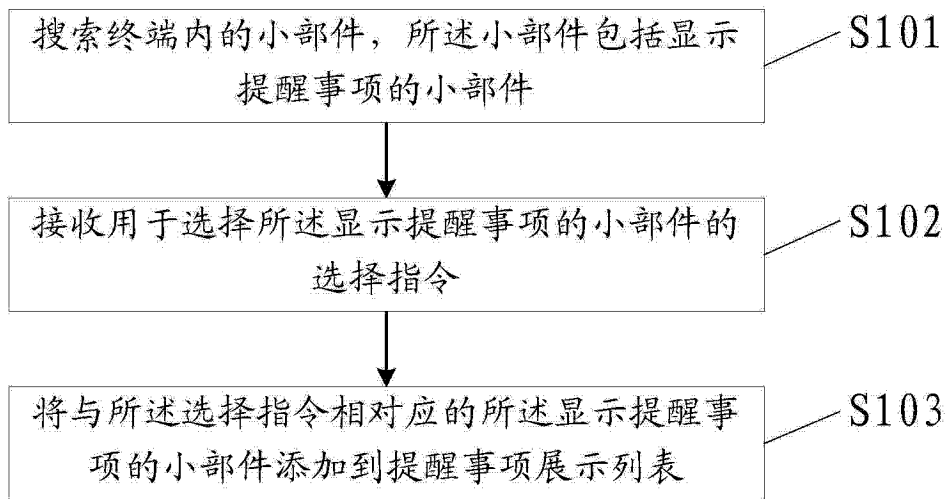 搜索终端内的小部件，所述小部件包括显示
提醒事项的小部件
S101
接收用于选择所述显示提醒事项的小部件的
选择指令
S102
将与所述选择指令相对应的所述显示提醒事
项的小部件添加到提醒事项展示列表
S103